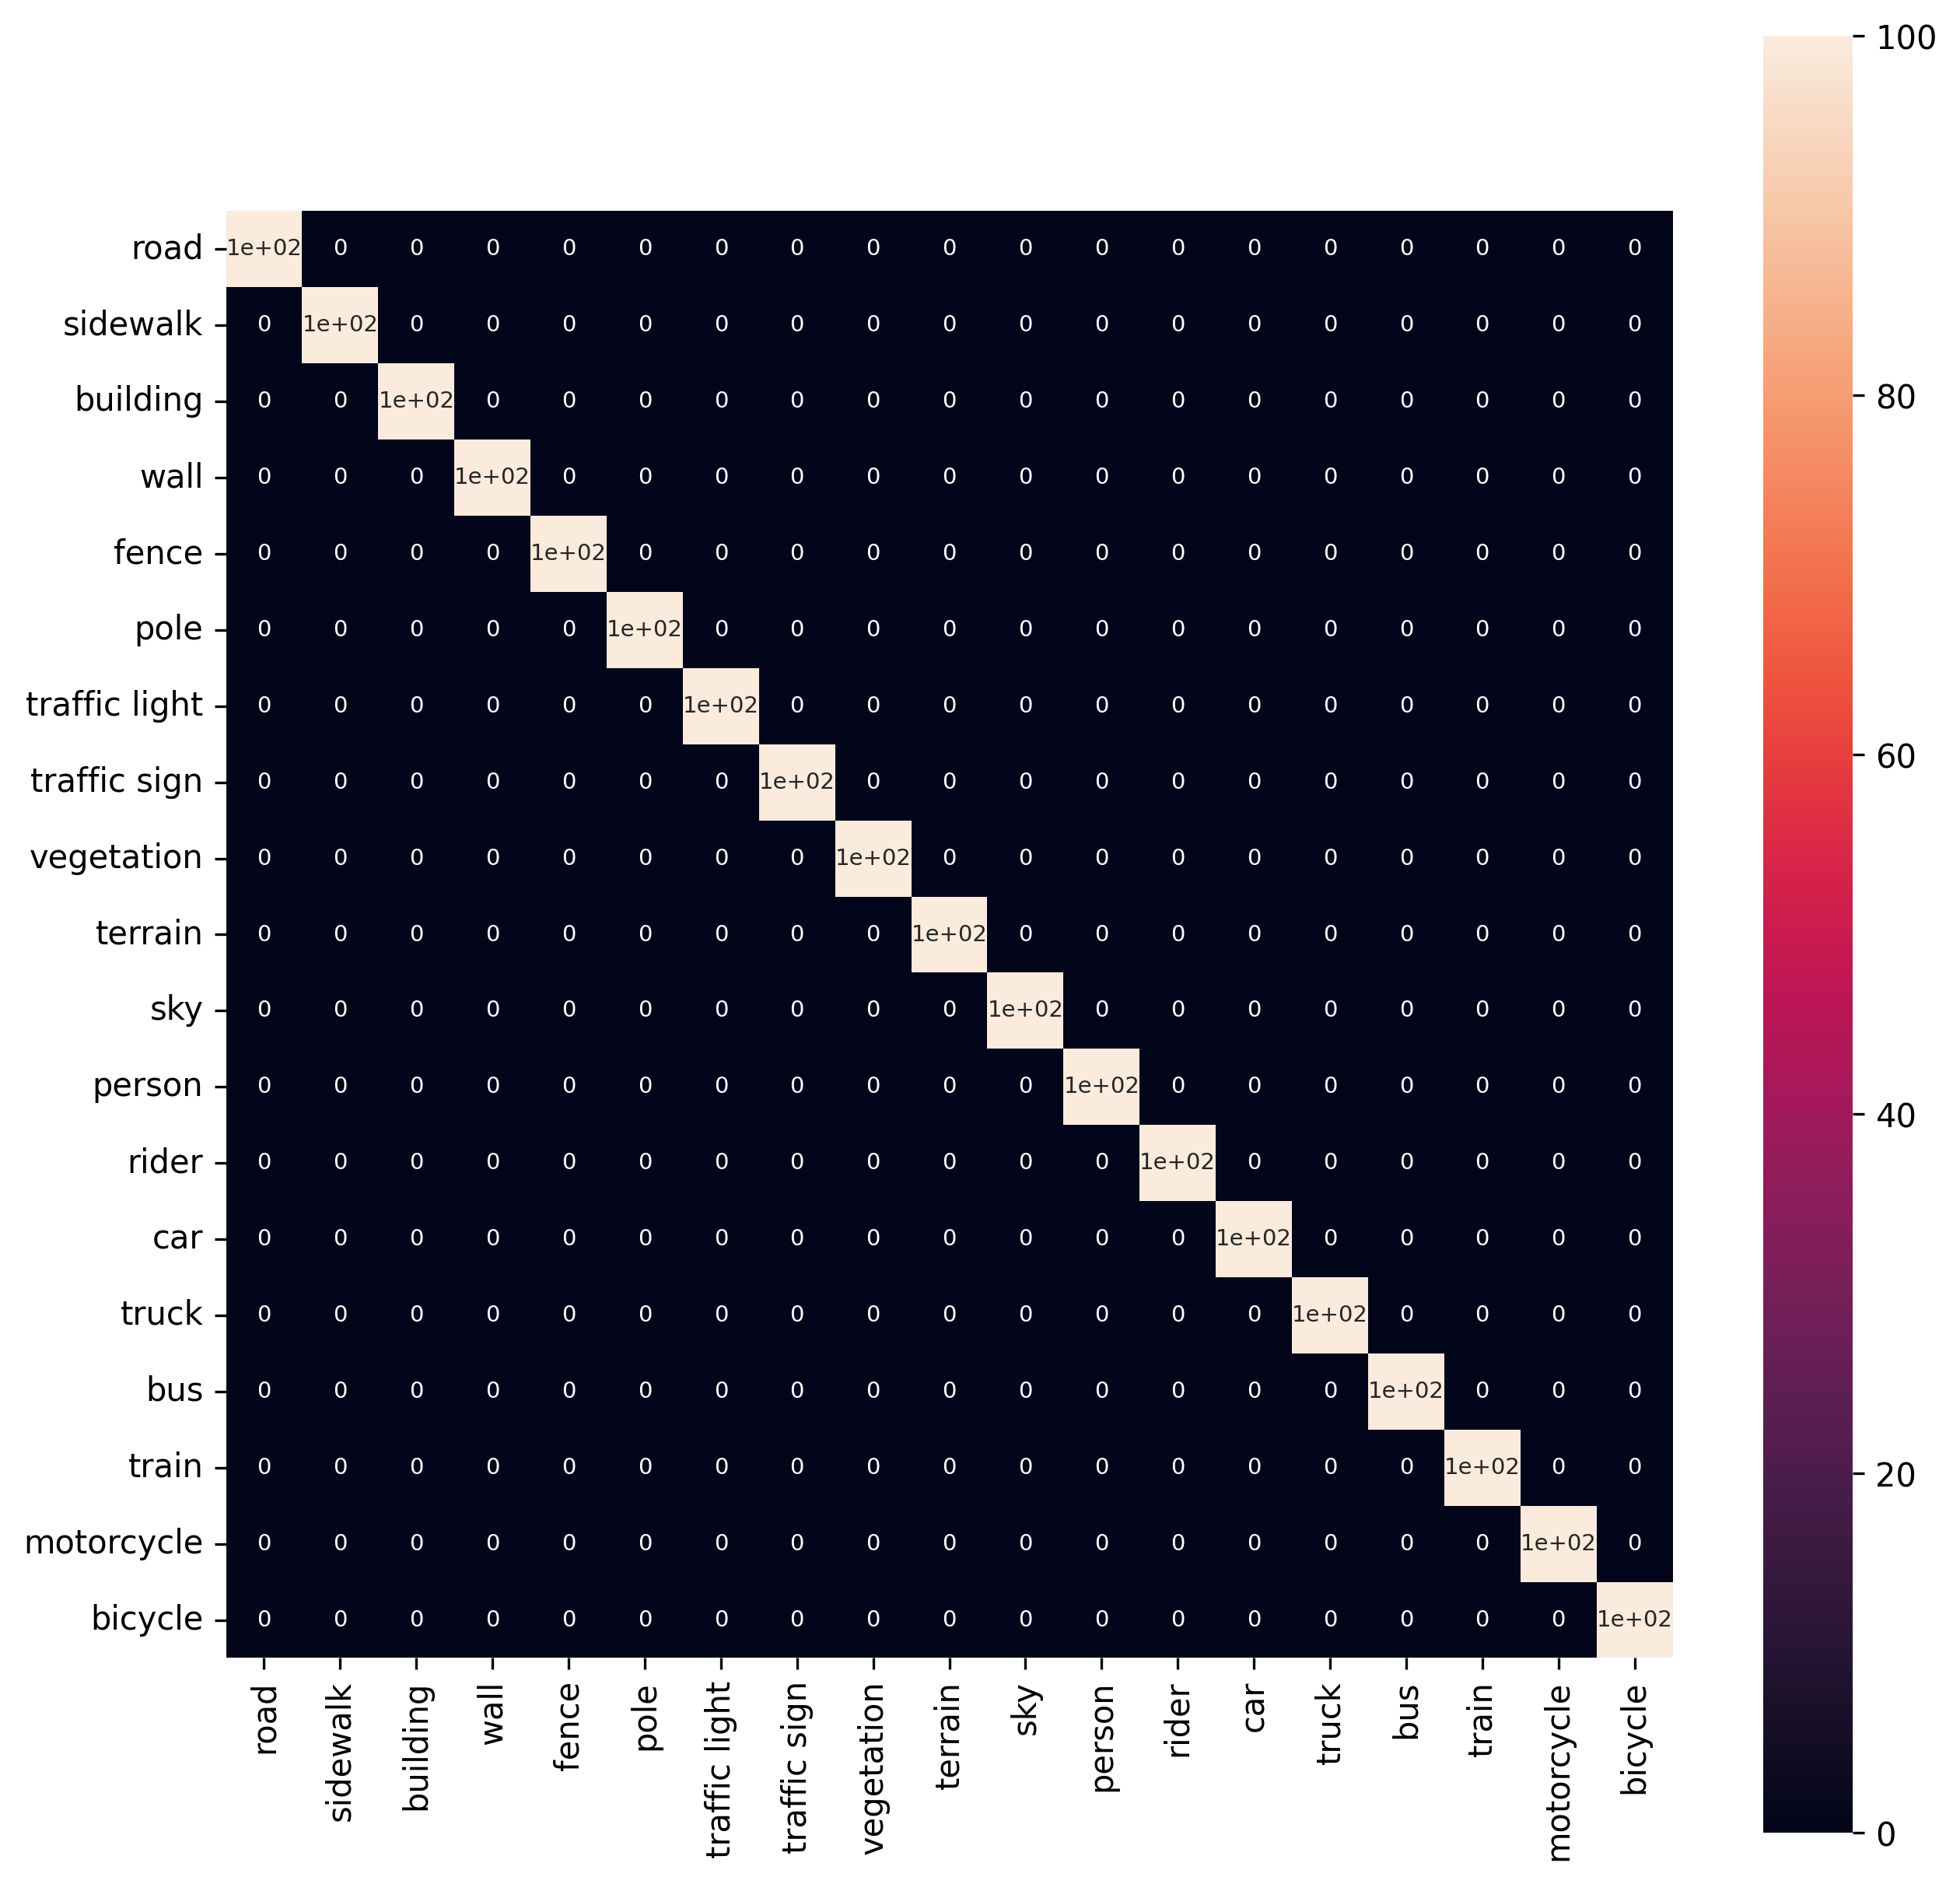 100
road 1e+02 0 0 0 0 0 0 0 0 0 0 0 0 0 0 0 0 0 0
sidewalk 0 1e+02 0 0 0 0 0 0 0 0 0 0 0 0 0 0 0 0 0
building 0 0 1e+02 0 0 0 0 0 0 0 0 0 0 0 0 0 0 0 0
80
wall 0 0 0 1e+02 0 0 0 0 0 0 0 0 0 0 0 0 0 0 0
fence 0 0 0 0 1e+02 0 0 0 0 0 0 0 0 0 0 0 0 0 0
pole 0 0 0 0 0 1e+02 0 0 0 0 0 0 0 0 0 0 0 0 0
traffic light 0 0 0 0 0 0 1e+02 0 0 0 0 0 0 0 0 0 0 0 0
60
traffic sign 0 0 0 0 0 0 0 1e+02 0 0 0 0 0 0 0 0 0 0 0
vegetation 0 0 0 0 0 0 0 0 1e+02 0 0 0 0 0 0 0 0 0 0
terrain 0 0 0 0 0 0 0 0 0 1e+02 0 0 0 0 0 0 0 0 0
sky 0 0 0 0 0 0 0 0 0 0 1e+02 0 0 0 0 0 0 0 0
person 0 0 0 0 0 0 0 0 0 0 0 1e+02 0 0 0 0 0 0 0
40
rider 0 0 0 0 0 0 0 0 0 0 0 0 1e+02 0 0 0 0 0 0
car 0 0 0 0 0 0 0 0 0 0 0 0 0 1e+02 0 0 0 0 0
truck 0 0 0 0 0 0 0 0 0 0 0 0 0 0 1e+02 0 0 0 0
bus 0 0 0 0 0 0 0 0 0 0 0 0 0 0 0 1e+02 0 0 0
train 0 0 0 0 0 0 0 0 0 0 0 0 0 0 0 0 1e+02 0 0
20
motorcycle 0 0 0 0 0 0 0 0 0 0 0 0 0 0 0 0 0 1e+02 0
bicycle 0 0 0 0 0 0 0 0 0 0 0 0 0 0 0 0 0 0 1e+02
road
sidewalk
building
wall
fence
pole
traffic light
traffic sign
vegetation
terrain
sky
person
rider
car
truck
bus
train
motorcycle
bicycle
0